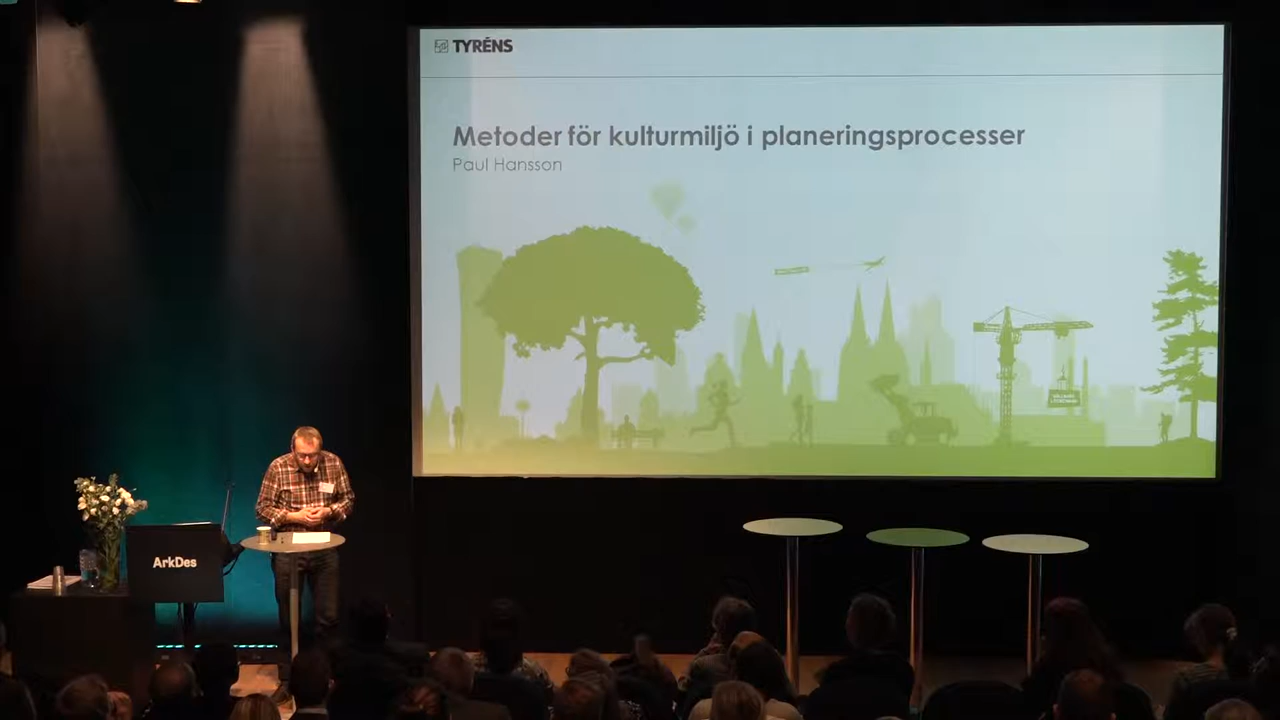 TYRÉNS
Metoder för kulturmiljö i planeringsprocesser
Paul Hansson
ArkDes